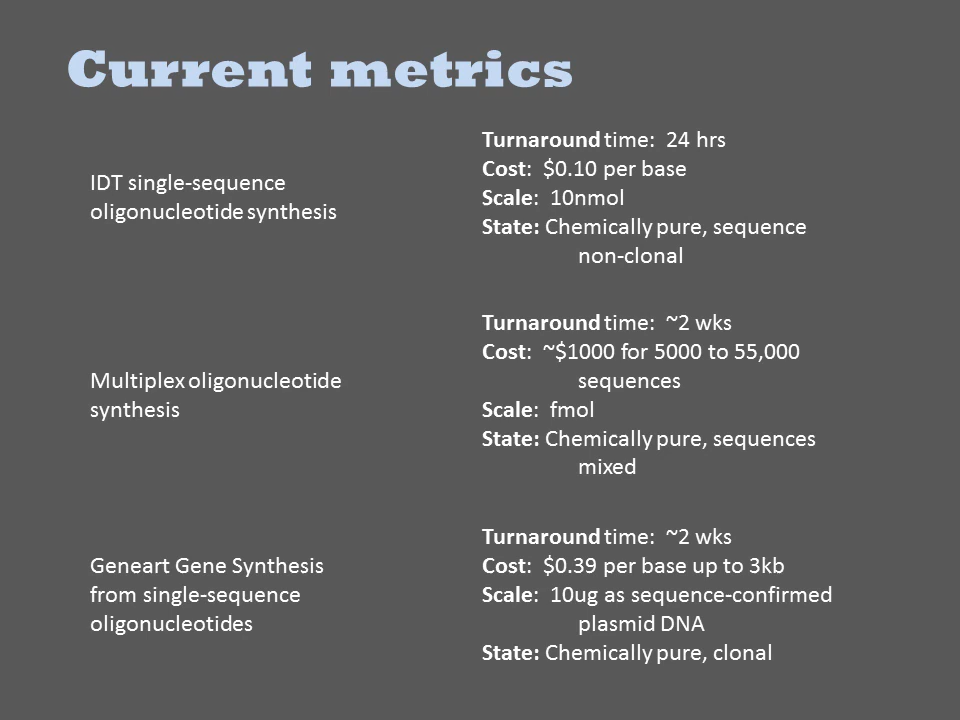 Current metrics
IDT single-sequence
oligonucleotide synthesis
Turnaround time:  24 hrs
Cost:  $0.10 per base
Scale:  10nmol
State: Chemically pure, sequence
non-clonal
Multiplex oligonucleotide
synthesis
Turnaround time:  ~2 wks
Cost:  ~$1000 for 5000 to 55,000
sequences
Scale:  fmol
State: Chemically pure, sequences
mixed
Geneart Gene Synthesis
from single-sequence
oligonucleotides
Turnaround time:  ~2 wks
Cost:  $0.39 per base up to 3kb
Scale:  10ug as sequence-confirmed
plasmid DNA
State: Chemically pure, clonal